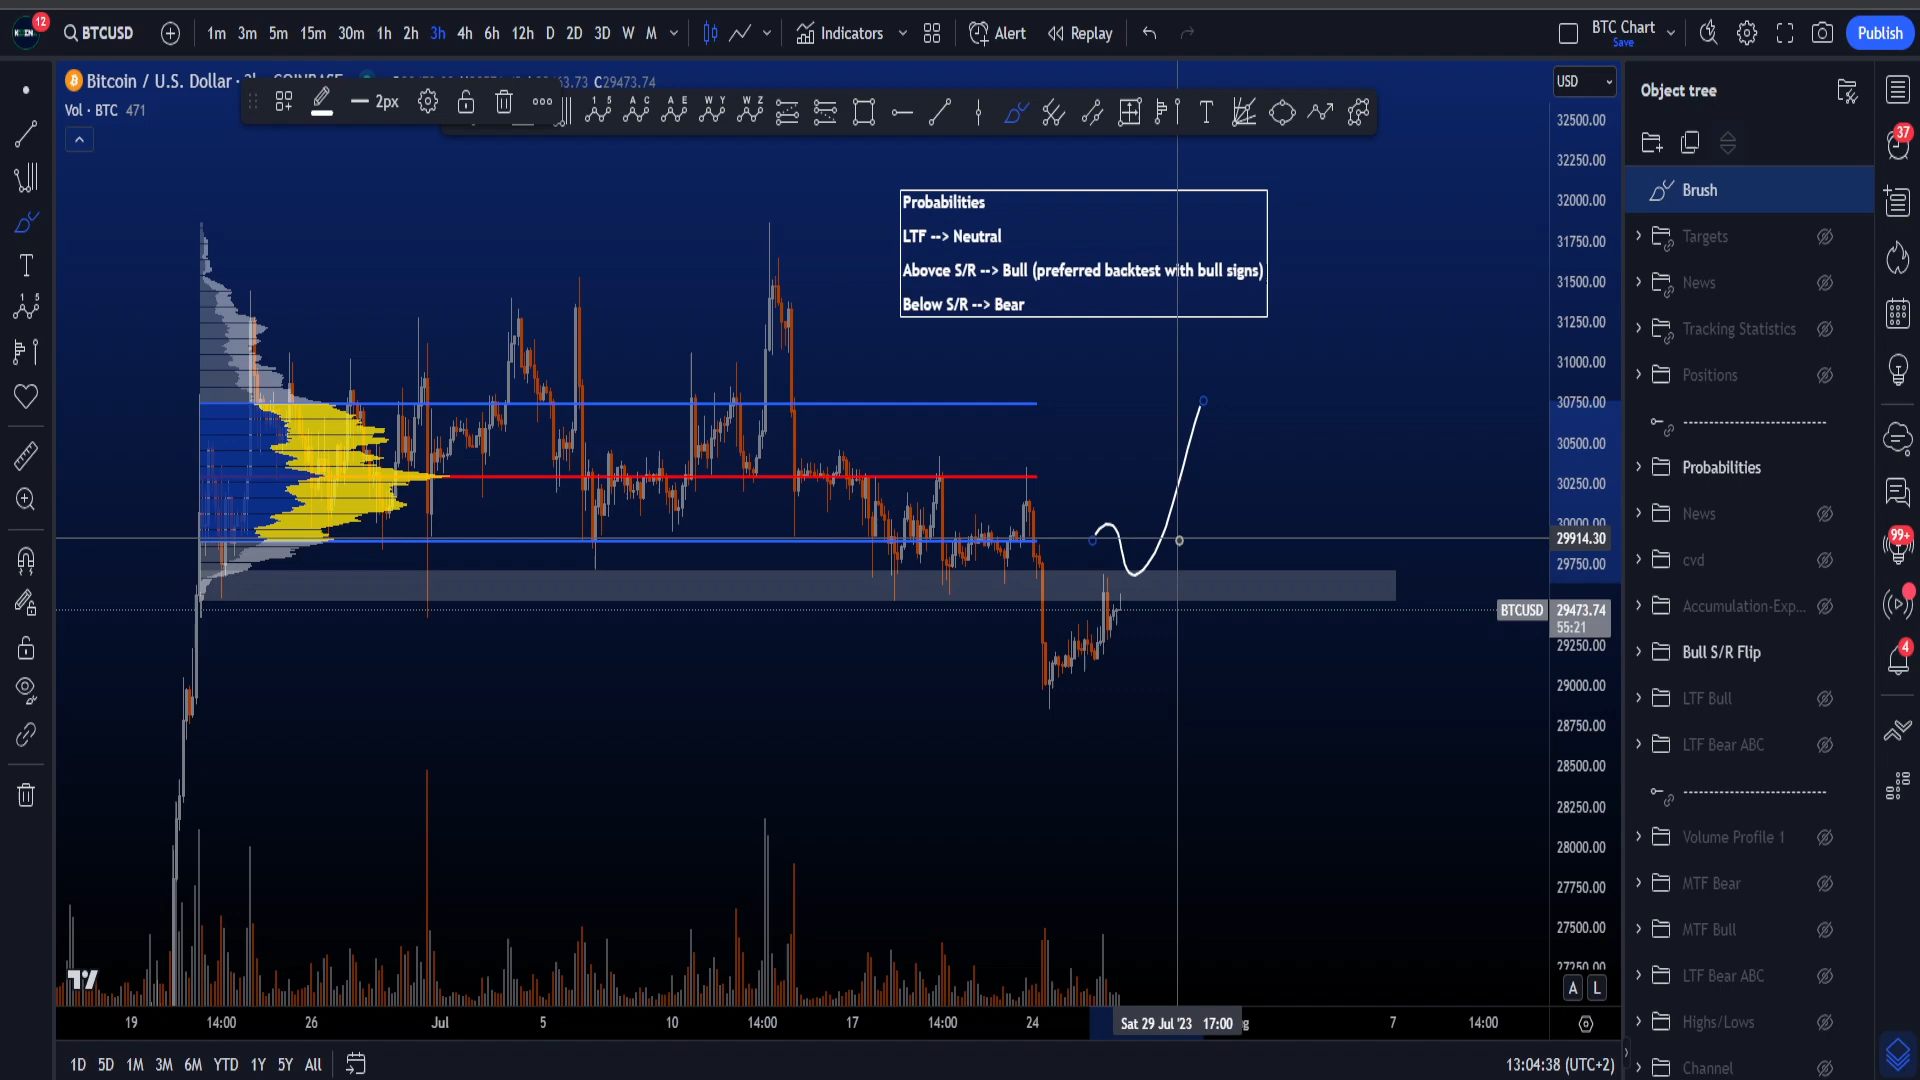 12
BTCUSD
1m 3m 5m 15m 30m 1h 2h 3h 4h 6h 12h D 2D 3D W M
Indicators
Alert
Replay
BTC Chart
Save
Publish
Bitcoin / U.S. Dollar
C29473.74
Vol · BTC 471
2px
USD
Probabilities
LTF --> Neutral
Abovce S/R --> Bull (preferred backtest with bull signs)
Below S/R --> Bear
32500.00
32250.00
32000.00
31750.00
31500.00
31250.00
31000.00
30750.00
30500.00
30250.00
30000.00
29914.30
29750.00
BTCUSD 29473.74
55:21
29250.00
29000.00
28750.00
28500.00
28250.00
28000.00
27750.00
27500.00
27250.00
A L
19 14:00 26 Jul 5 10 14:00 17 14:00 24 Sat 29 Jul '23 17:00 7 14:00
1D 5D 1M 3M 6M YTD 1Y 5Y All
13:04:38 (UTC+2)
Object tree
Brush
Targets
News
Tracking Statistics
Positions
----------------------------
Probabilities
News
cvd
Accumulation-Exp...
Bull S/R Flip
LTF Bull
LTF Bear ABC
----------------------------
Volume Profile 1
MTF Bear
MTF Bull
LTF Bear ABC
Highs/Lows
Channel
37
99+
4